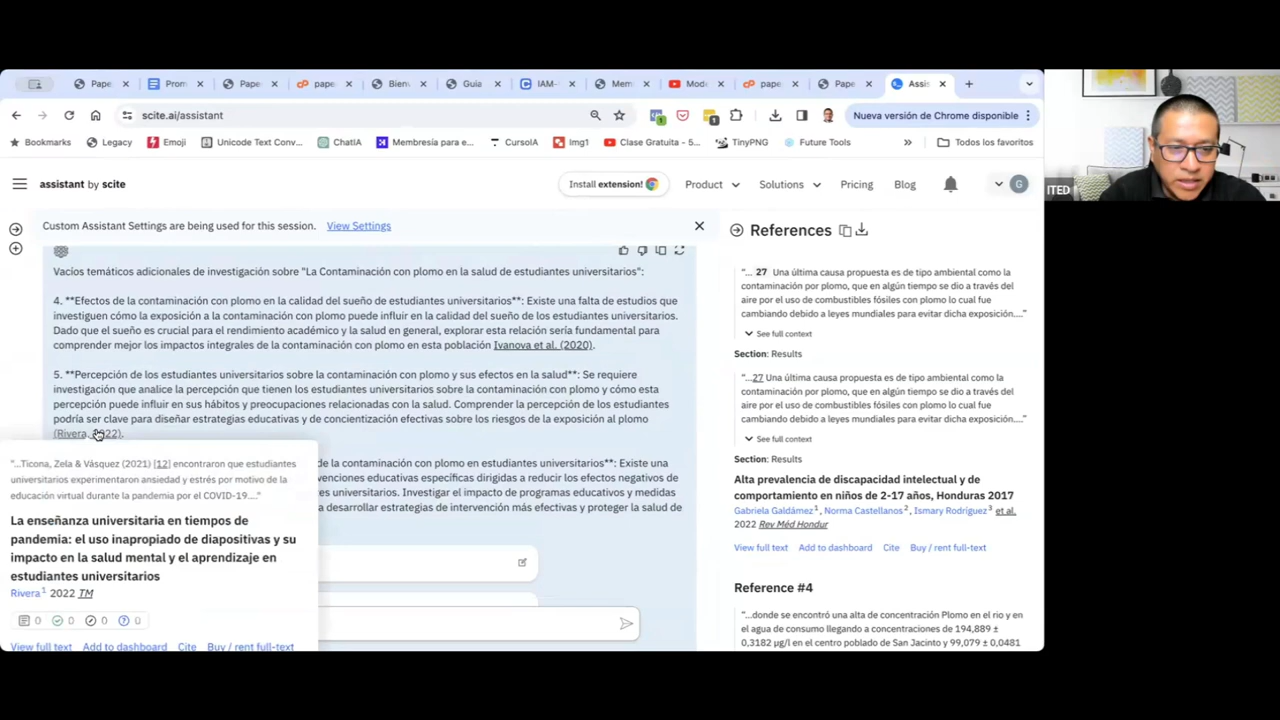 Pape
Prom
Pape
pape
Bien
Guia
IAM-
Mem
Mode
pape
Pape
Assis
scite.ai/assistant
Nueva versión de Chrome disponible
Bookmarks
Legacy
Emoji
Unicode Text Conv...
ChatIA
Membresía para e...
CursoIA
Img1
Clase Gratuita - 5...
TinyPNG
Future Tools
Todos los favoritos
assistant by scite
Install extension!
Product
Solutions
Pricing
Blog
G
ITED
Custom Assistant Settings are being used for this session. View Settings
Vacíos temáticos adicionales de investigación sobre "La Contaminación con plomo en la salud de estudiantes universitarios":
4. **Efectos de la contaminación con plomo en la calidad del sueño de estudiantes universitarios**: Existe una falta de estudios que
investiguen cómo la exposición a la contaminación con plomo puede influir en la calidad del sueño de los estudiantes universitarios.
Dado que el sueño es crucial para el rendimiento académico y la salud en general, explorar esta relación sería fundamental para
comprender mejor los impactos integrales de la contaminación con plomo en esta población Ivanova et al. (2020).
5. **Percepción de los estudiantes universitarios sobre la contaminación con plomo y sus efectos en la salud**: Se requiere
investigación que analice la percepción que tienen los estudiantes universitarios sobre la contaminación con plomo y cómo esta
percepción puede influir en sus hábitos y preocupaciones relacionadas con la salud. Comprender la percepción de los estudiantes
podría ser clave para diseñar estrategias educativas y de concientización efectivas sobre los riesgos de la exposición al plomo
(Rivera, 2022).
de la contaminación con plomo en estudiantes universitarios**: Existe una
venciones educativas específicas dirigidas a reducir los efectos negativos de
tes universitarios. Investigar el impacto de programas educativos y medidas
a desarrollar estrategias de intervención más efectivas y proteger la salud de
"...Ticona, Zela & Vásquez (2021) [12] encontraron que estudiantes
universitarios experimentaron ansiedad y estrés por motivo de la
educación virtual durante la pandemia por el COVID-19...."
La enseñanza universitaria en tiempos de
pandemia: el uso inapropiado de diapositivas y su
impacto en la salud mental y el aprendizaje en
estudiantes universitarios
Rivera1 2022 TM
0 0 0 0
View full text Add to dashboard Cite Buy / rent full-text
References
"... 27 Una última causa propuesta es de tipo ambiental como la
contaminación por plomo, que en algún tiempo se dio a través del
aire por el uso de combustibles fósiles con plomo lo cual fue
cambiando debido a leyes mundiales para evitar dicha exposición...."
See full context
Section: Results
"...27 Una última causa propuesta es de tipo ambiental como la
contaminación por plomo, que en algún tiempo se dio a través del
aire por el uso de combustibles fósiles con plomo lo cual fue
cambiando debido a leyes mundiales para evitar dicha exposición...."
See full context
Section: Results
Alta prevalencia de discapacidad intelectual y de
comportamiento en niños de 2-17 años, Honduras 2017
Gabriela Galdámez1, Norma Castellanos2, Ismary Rodríguez3 et al.
2022 Rev Méd Hondur
View full text Add to dashboard Cite Buy / rent full-text
Reference #4
"...donde se encontró una alta de concentración Plomo en el rio y en
el agua de consumo llegando a concentraciones de 194,889 ±
0,3182 µg/l en el centro poblado de San Jacinto y 99,079 ± 0,0481